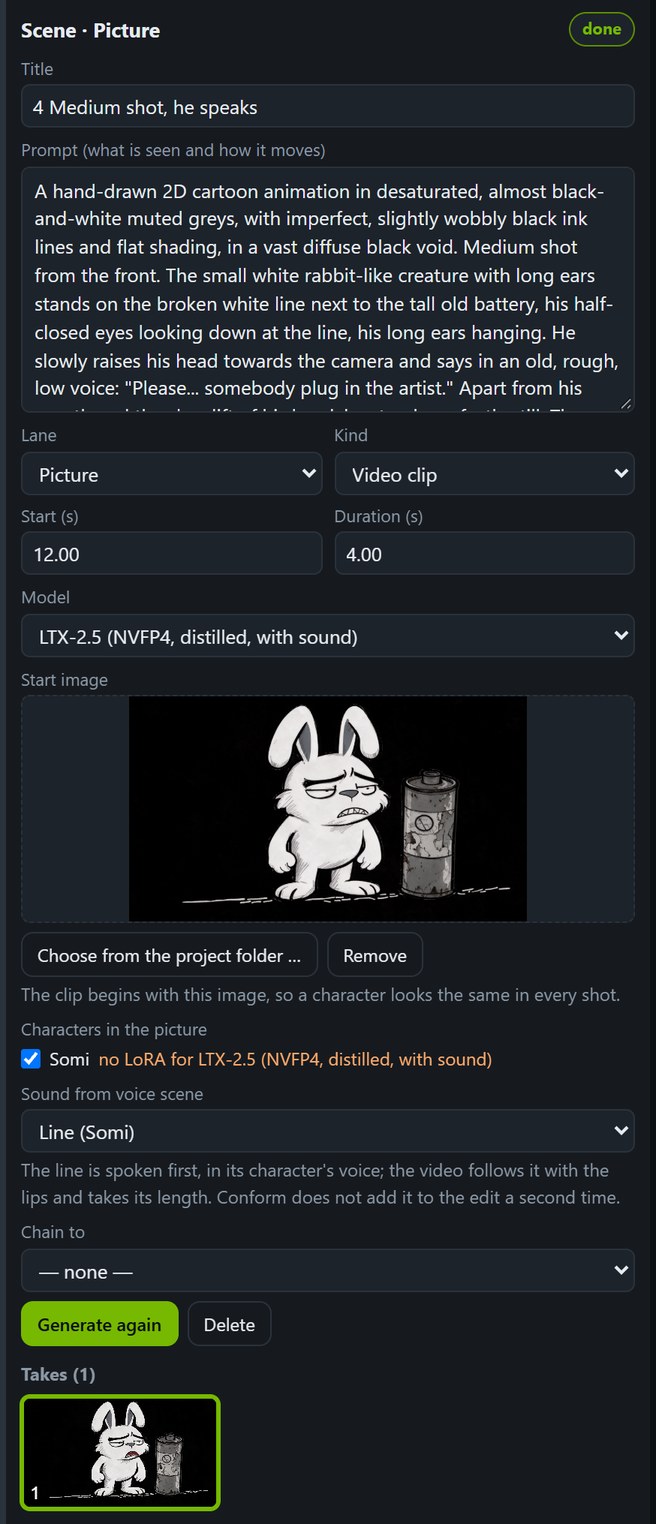 Scene · Picture
done
Title
4 Medium shot, he speaks
Prompt (what is seen and how it moves)
A hand-drawn 2D cartoon animation in desaturated, almost black-
and-white muted greys, with imperfect, slightly wobbly black ink
lines and flat shading, in a vast diffuse black void. Medium shot
from the front. The small white rabbit-like creature with long ears
stands on the broken white line next to the tall old battery, his half-
closed eyes looking down at the line, his long ears hanging. He
slowly raises his head towards the camera and says in an old, rough,
low voice: "Please... somebody plug in the artist." Apart from his
Lane
Kind
Picture
Video clip
Start (s)
Duration (s)
12.00
4.00
Model
LTX-2.5 (NVFP4, distilled, with sound)
Start image
Choose from the project folder ...
Remove
The clip begins with this image, so a character looks the same in every shot.
Characters in the picture
Somi no LoRA for LTX-2.5 (NVFP4, distilled, with sound)
Sound from voice scene
Line (Somi)
The line is spoken first, in its character's voice; the video follows it with the
lips and takes its length. Conform does not add it to the edit a second time.
Chain to
— none —
Generate again
Delete
Takes (1)
1